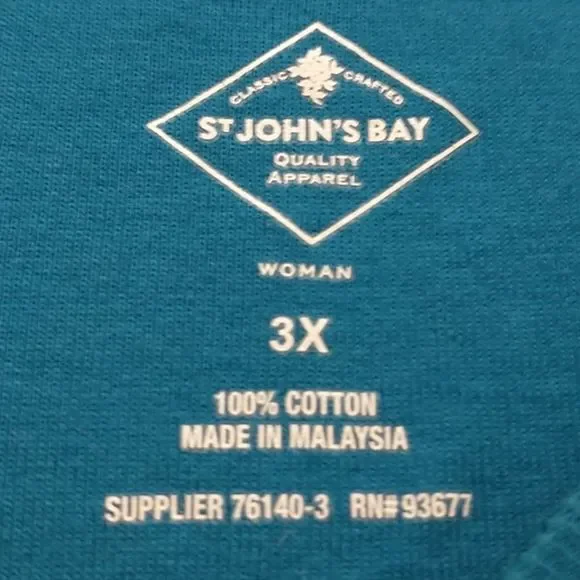 CLASSIC CRAFTED
ST JOHN'S BAY
QUALITY
APPAREL
WOMAN
3X
100% COTTON
MADE IN MALAYSIA
SUPPLIER 76140-3 RN# 93677